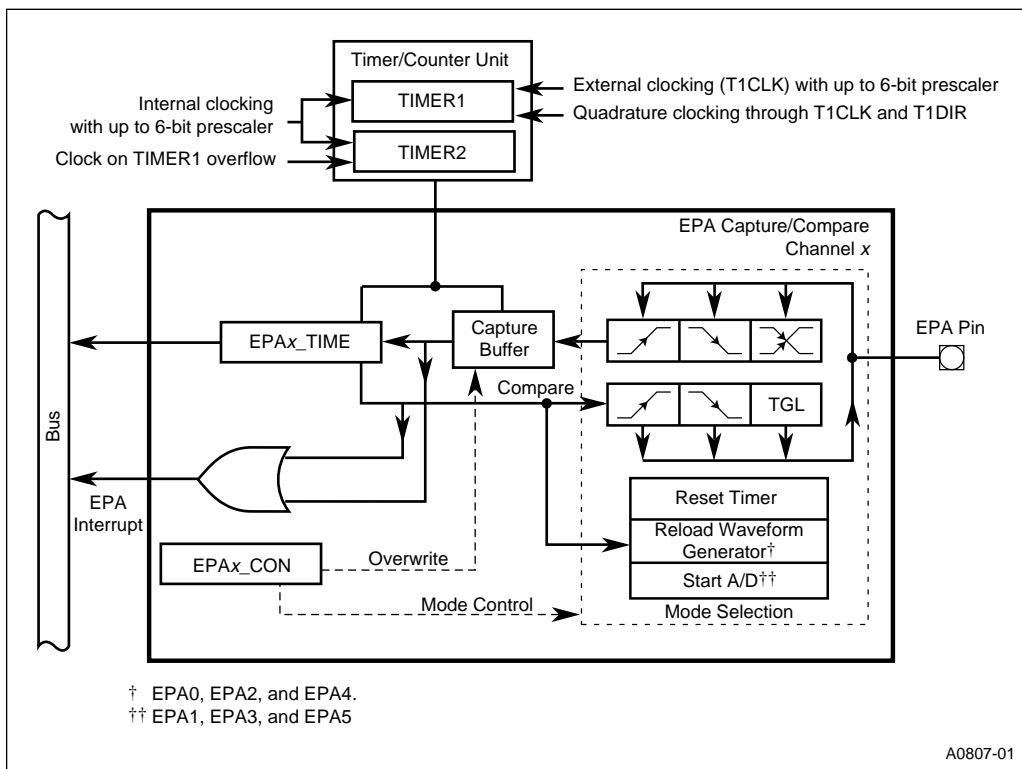 Timer/Counter Unit
TIMER1
External clocking (T1CLK) with up to 6-bit prescaler
Quadrature clocking through T1CLK and T1DIR
Internal clocking
with up to 6-bit prescaler
TIMER2
Clock on TIMER1 overflow
EPA Capture/Compare
Channel x
EPA Pin
EPAx_TIME
Capture
Buffer
Compare
TGL
Bus
EPA
Interrupt
Reset Timer
Reload Waveform
Generator†
Start A/D††
Mode Selection
EPAx_CON
Overwrite
Mode Control
† EPA0, EPA2, and EPA4.
†† EPA1, EPA3, and EPA5
A0807-01